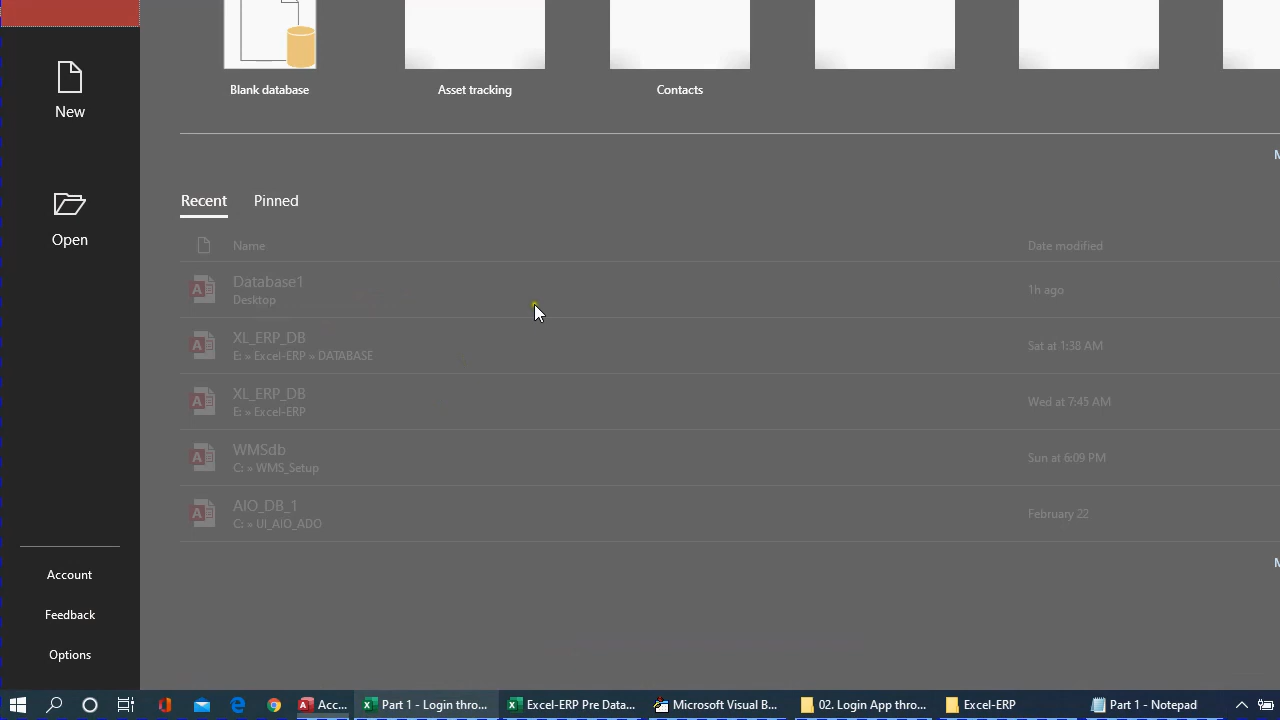 Blank database
Asset tracking
Contacts
New
Recent
Pinned
Open
Name
Date modified
Database1
Desktop
1h ago
XL_ERP_DB
E: » Excel-ERP » DATABASE
Sat at 1:38 AM
XL_ERP_DB
E: » Excel-ERP
Wed at 7:45 AM
WMSdb
C: » WMS_Setup
Sun at 6:09 PM
AIO_DB_1
C: » UI_AIO_ADO
February 22
Account
Feedback
Options
Acc...
Part 1 - Login thro...
Excel-ERP Pre Data...
Microsoft Visual B...
02. Login App thro...
Excel-ERP
Part 1 - Notepad